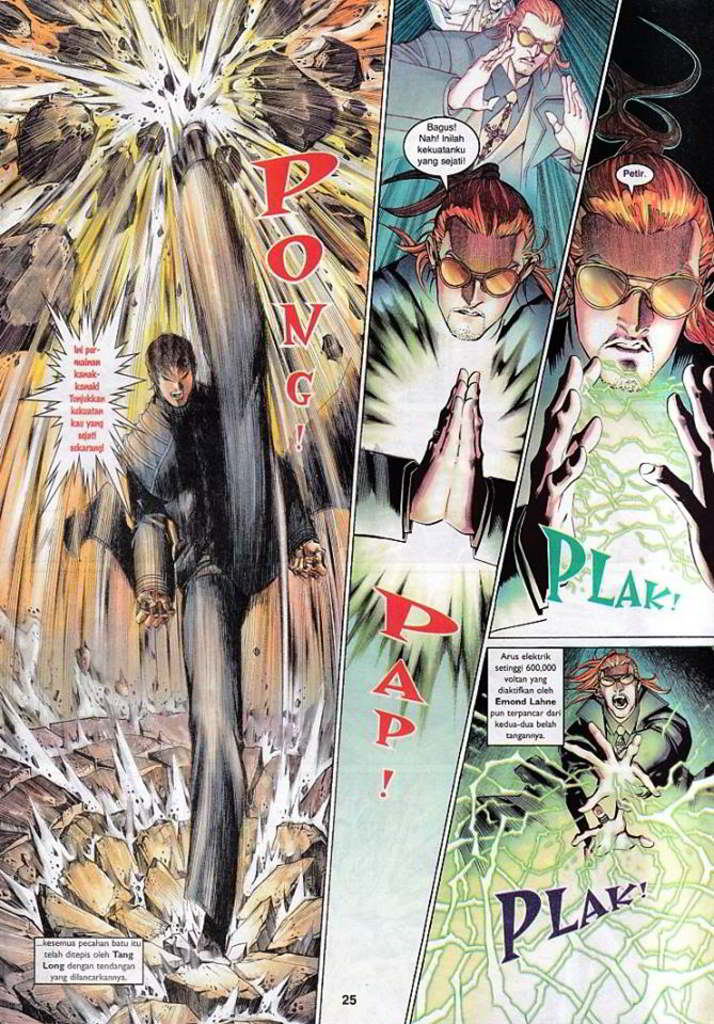 PONG!
Ini per-
mainan
kanak-
kanak!
Tunjukkan
kekuatan
kau yang
sejati
sekarang!
...kesemua pecahan batu itu
telah ditepis oleh Tang
Long dengan tendangan
yang dilancarkannya.
Bagus!
Nah! Inilah
kekuatanku
yang sejati!
PAP!
Petir.
PLAK!
Arus elektrik
setinggi 600,000
voltan yang
diaktifkan oleh
Emond Lahne
pun terpancar dari
kedua-dua belah
tangannya.
PLAK!
25